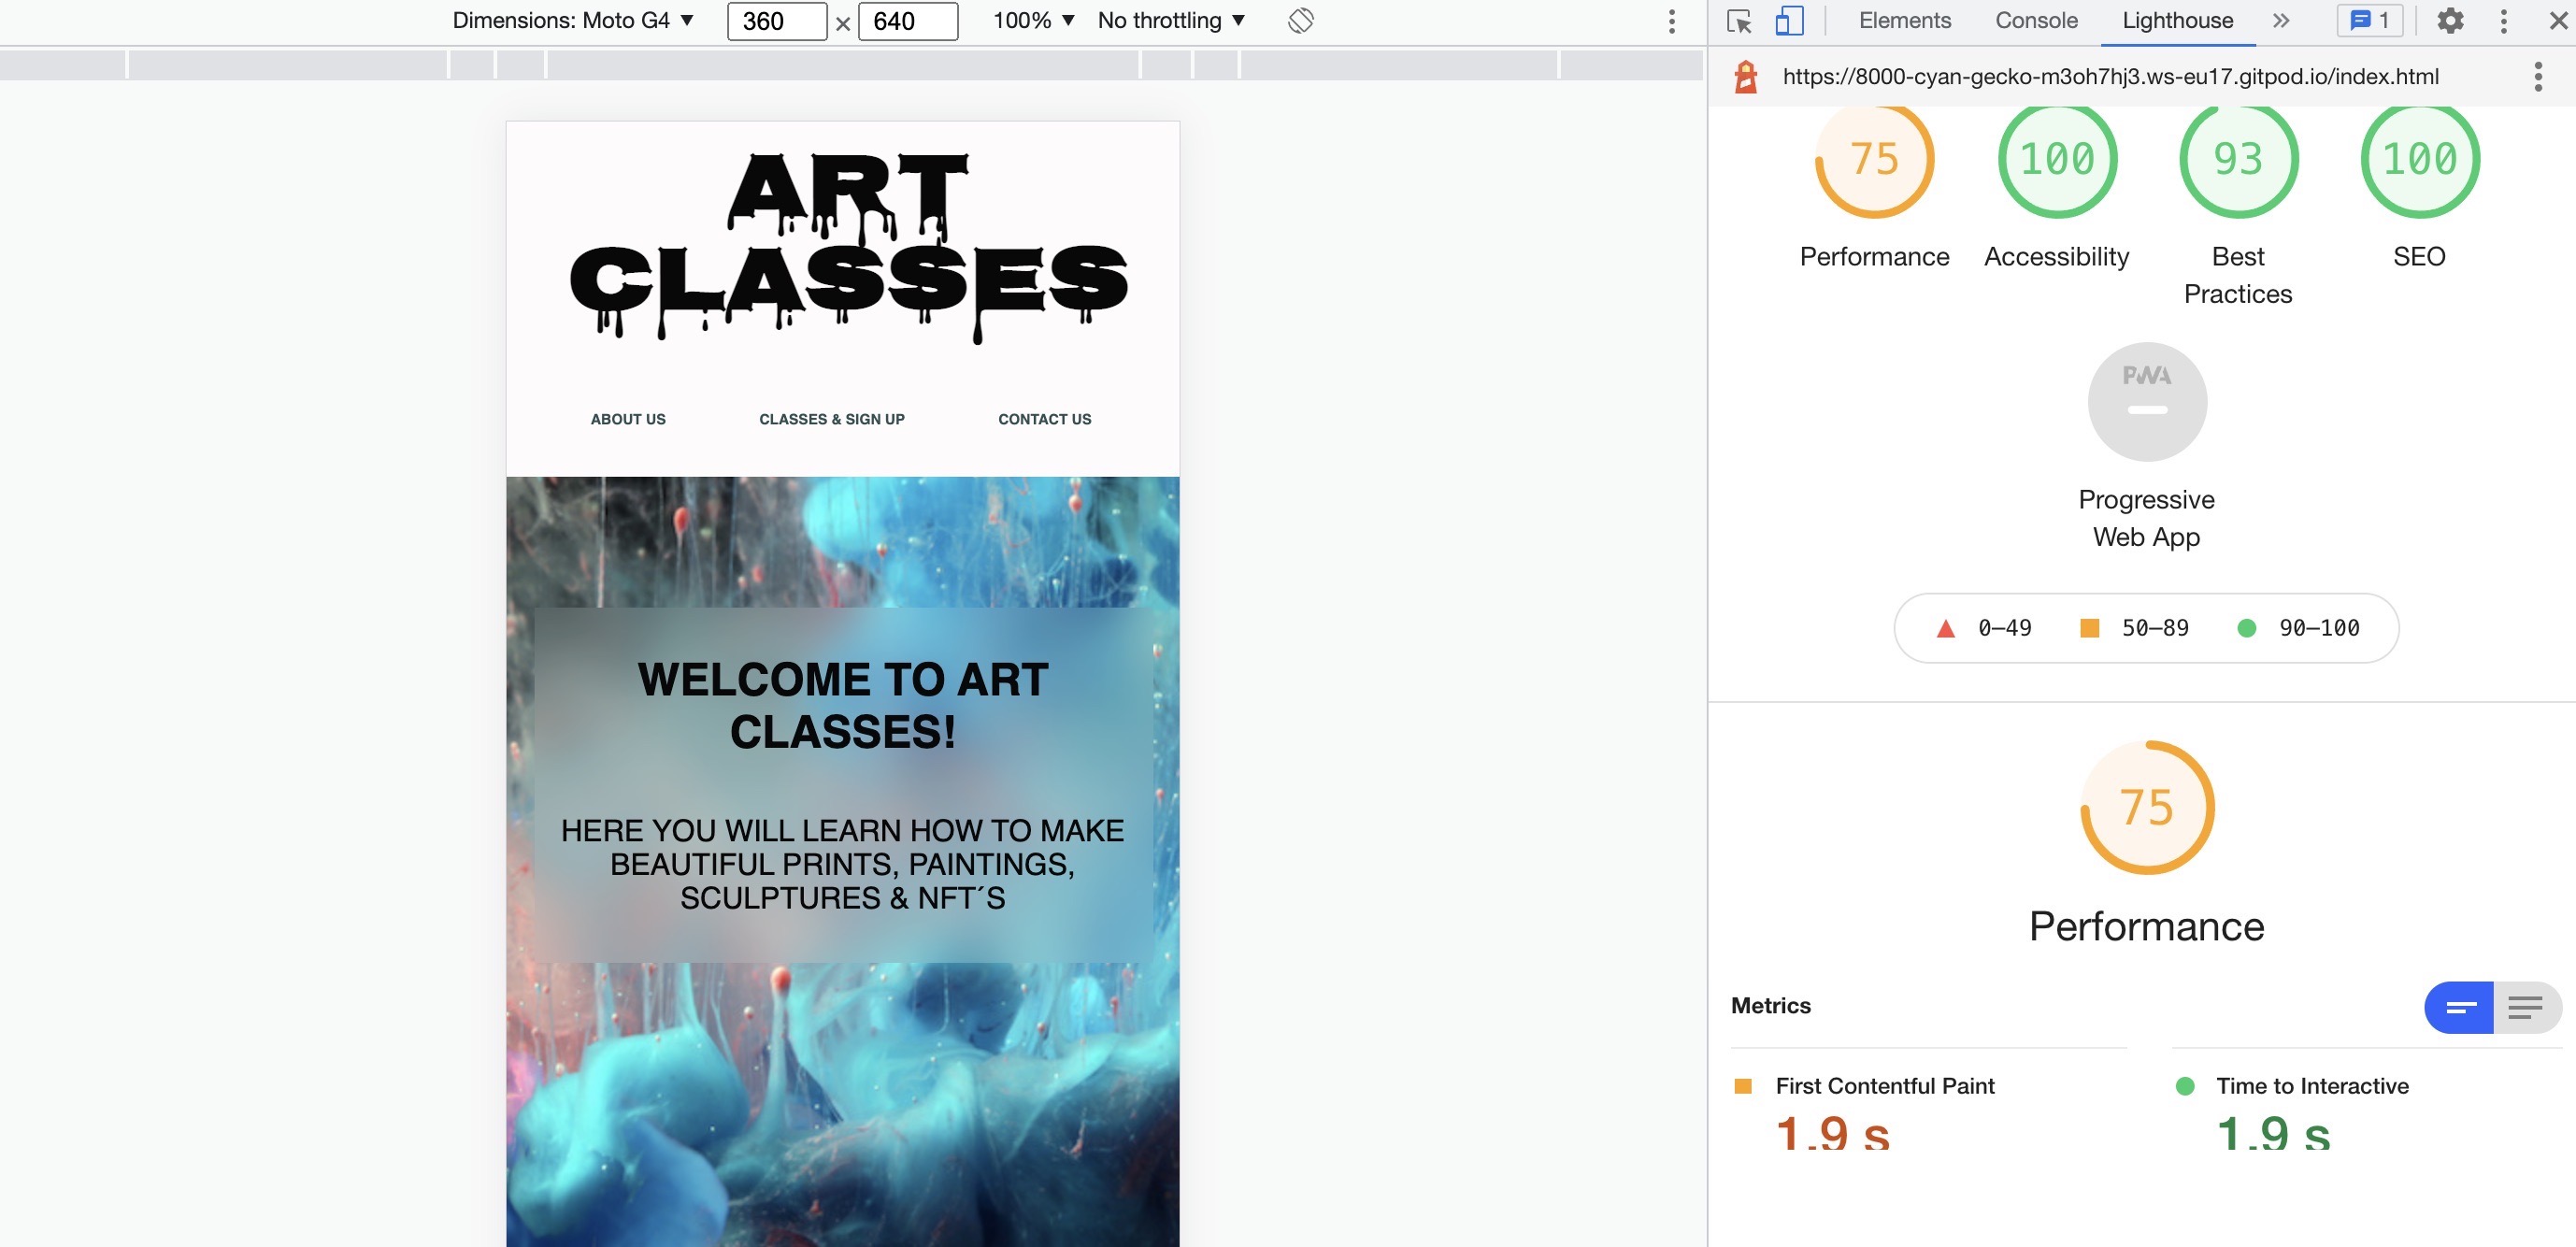 Dimensions: Moto G4 ▼ 360 × 640 100% ▼ No throttling ▼
Elements Console Lighthouse » 1
https://8000-cyan-gecko-m3oh7hj3.ws-eu17.gitpod.io/index.html
ART
CLASSES
ABOUT US CLASSES & SIGN UP CONTACT US
WELCOME TO ART
CLASSES!
HERE YOU WILL LEARN HOW TO MAKE
BEAUTIFUL PRINTS, PAINTINGS,
SCULPTURES & NFT´S
75 100 93 100
Performance Accessibility Best Practices SEO
PWA
Progressive
Web App
0–49 50–89 90–100
75
Performance
Metrics
First Contentful Paint Time to Interactive
1.9 s 1.9 s